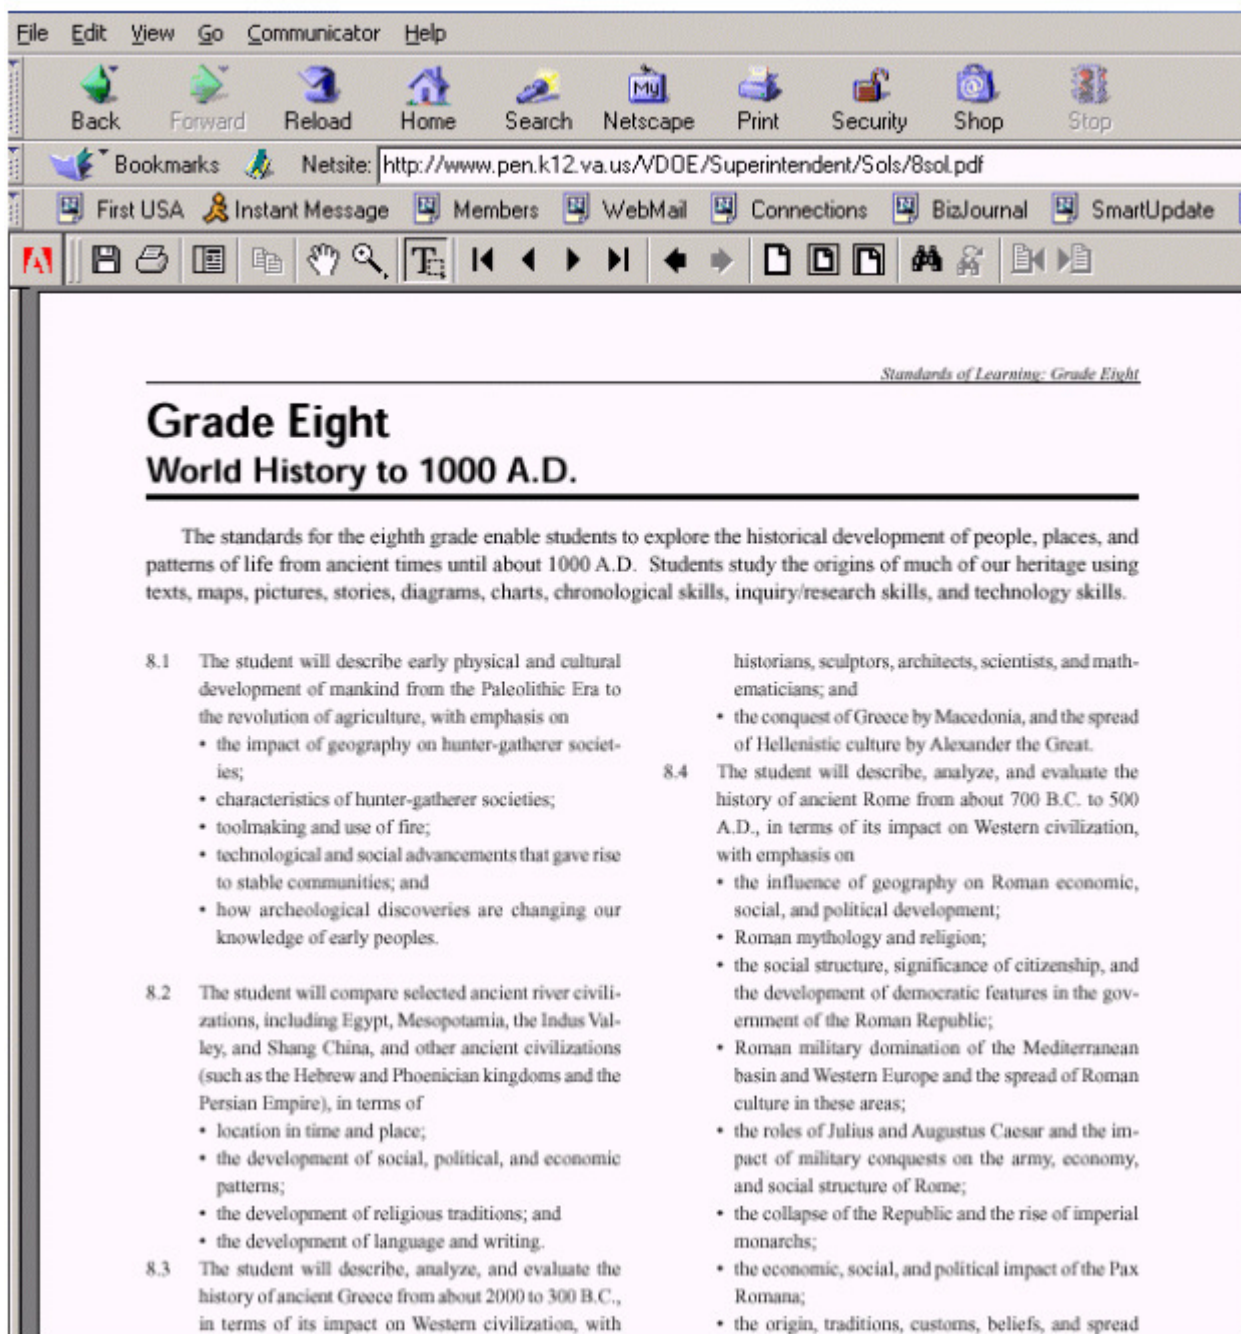 File Edit View Go Communicator Help
Back Forward Reload Home Search Netscape Print Security Shop Stop
My
Bookmarks Netsite: http://www.pen.k12.va.us/VDOE/Superintendent/Sols/8sol.pdf
First USA Instant Message Members WebMail Connections BizJournal SmartUpdate
Standards of Learning: Grade Eight
Grade Eight
World History to 1000 A.D.
The standards for the eighth grade enable students to explore the historical development of people, places, and
patterns of life from ancient times until about 1000 A.D. Students study the origins of much of our heritage using
texts, maps, pictures, stories, diagrams, charts, chronological skills, inquiry/research skills, and technology skills.
8.1 The student will describe early physical and cultural
development of mankind from the Paleolithic Era to
the revolution of agriculture, with emphasis on
• the impact of geography on hunter-gatherer societ-
ies;
• characteristics of hunter-gatherer societies;
• toolmaking and use of fire;
• technological and social advancements that gave rise
to stable communities; and
• how archeological discoveries are changing our
knowledge of early peoples.
8.2 The student will compare selected ancient river civili-
zations, including Egypt, Mesopotamia, the Indus Val-
ley, and Shang China, and other ancient civilizations
(such as the Hebrew and Phoenician kingdoms and the
Persian Empire), in terms of
• location in time and place;
• the development of social, political, and economic
patterns;
• the development of religious traditions; and
• the development of language and writing.
8.3 The student will describe, analyze, and evaluate the
history of ancient Greece from about 2000 to 300 B.C.,
in terms of its impact on Western civilization, with
historians, sculptors, architects, scientists, and math-
ematicians; and
• the conquest of Greece by Macedonia, and the spread
of Hellenistic culture by Alexander the Great.
8.4 The student will describe, analyze, and evaluate the
history of ancient Rome from about 700 B.C. to 500
A.D., in terms of its impact on Western civilization,
with emphasis on
• the influence of geography on Roman economic,
social, and political development;
• Roman mythology and religion;
• the social structure, significance of citizenship, and
the development of democratic features in the gov-
ernment of the Roman Republic;
• Roman military domination of the Mediterranean
basin and Western Europe and the spread of Roman
culture in these areas;
• the roles of Julius and Augustus Caesar and the im-
pact of military conquests on the army, economy,
and social structure of Rome;
• the collapse of the Republic and the rise of imperial
monarchs;
• the economic, social, and political impact of the Pax
Romana;
• the origin, traditions, customs, beliefs, and spread